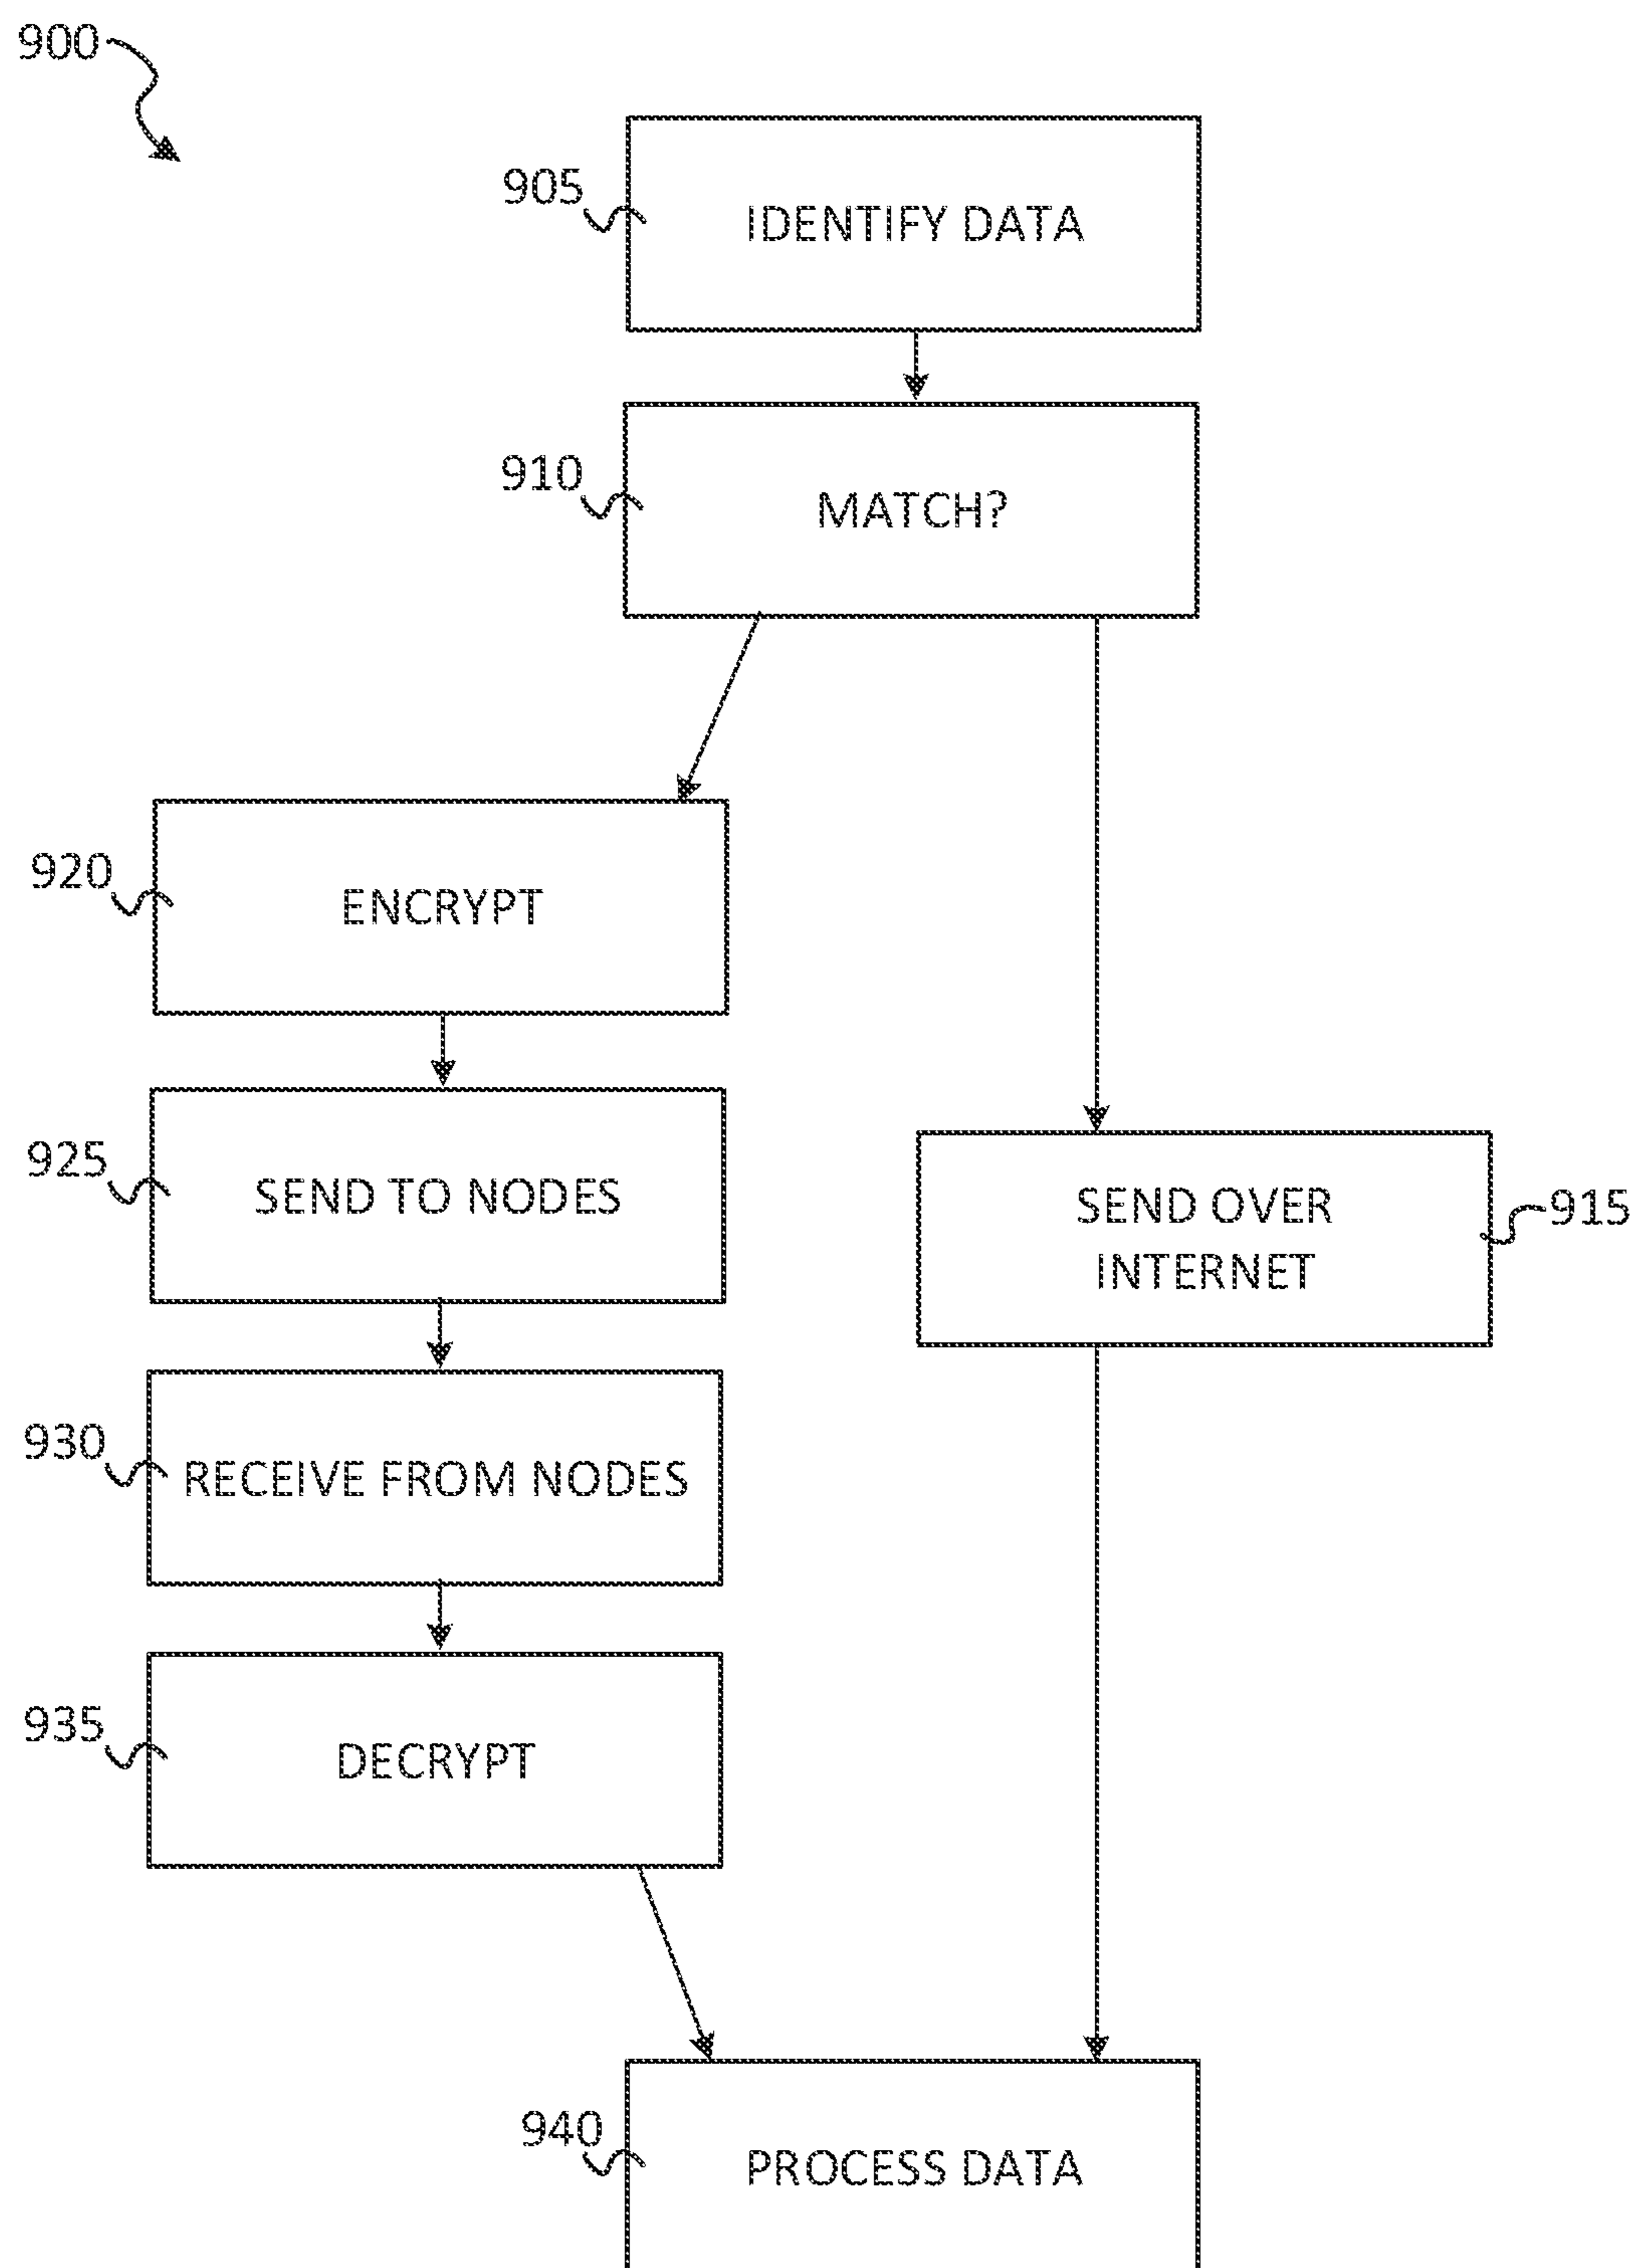 900
905
IDENTIFY DATA
910
MATCH?
920
ENCRYPT
925
SEND TO NODES
SEND OVER
INTERNET
915
930
RECEIVE FROM NODES
935
DECRYPT
940
PROCESS DATA